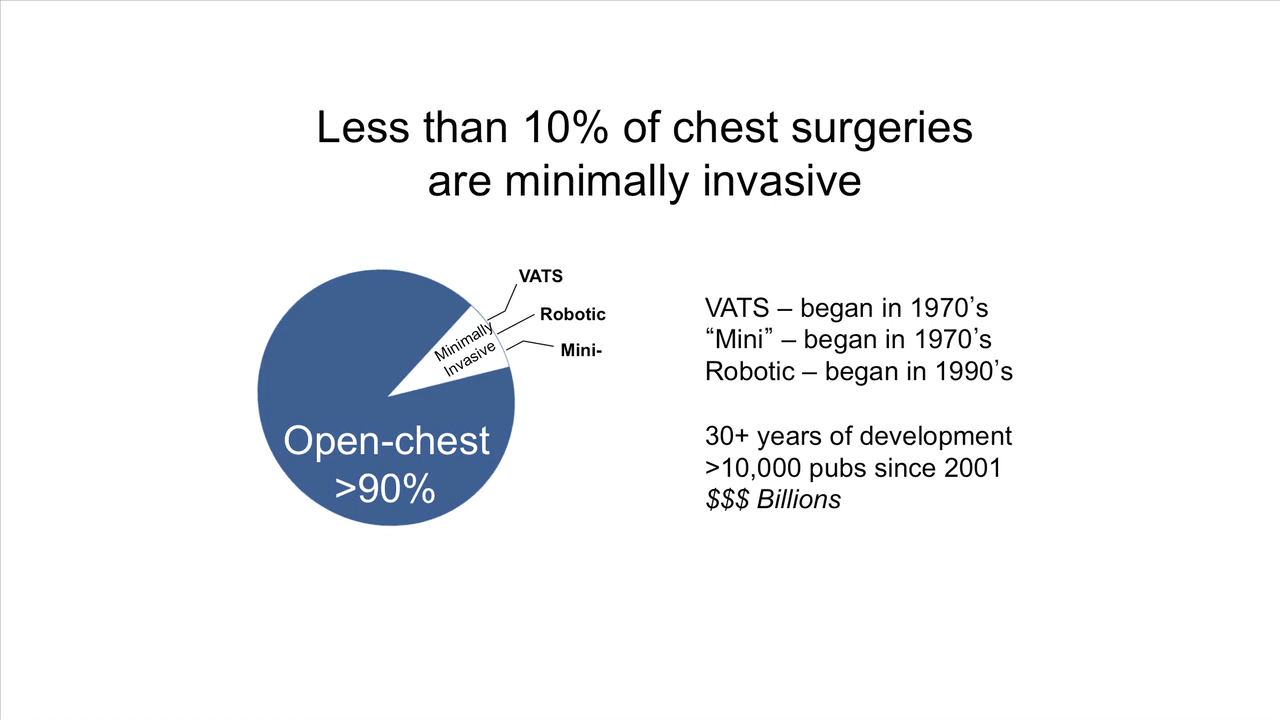 Less than 10% of chest surgeries
are minimally invasive
VATS
Robotic
Mini-
Minimally
Invasive
Open-chest
>90%
VATS – began in 1970’s
“Mini” – began in 1970’s
Robotic – began in 1990’s
30+ years of development
>10,000 pubs since 2001
$$$ Billions